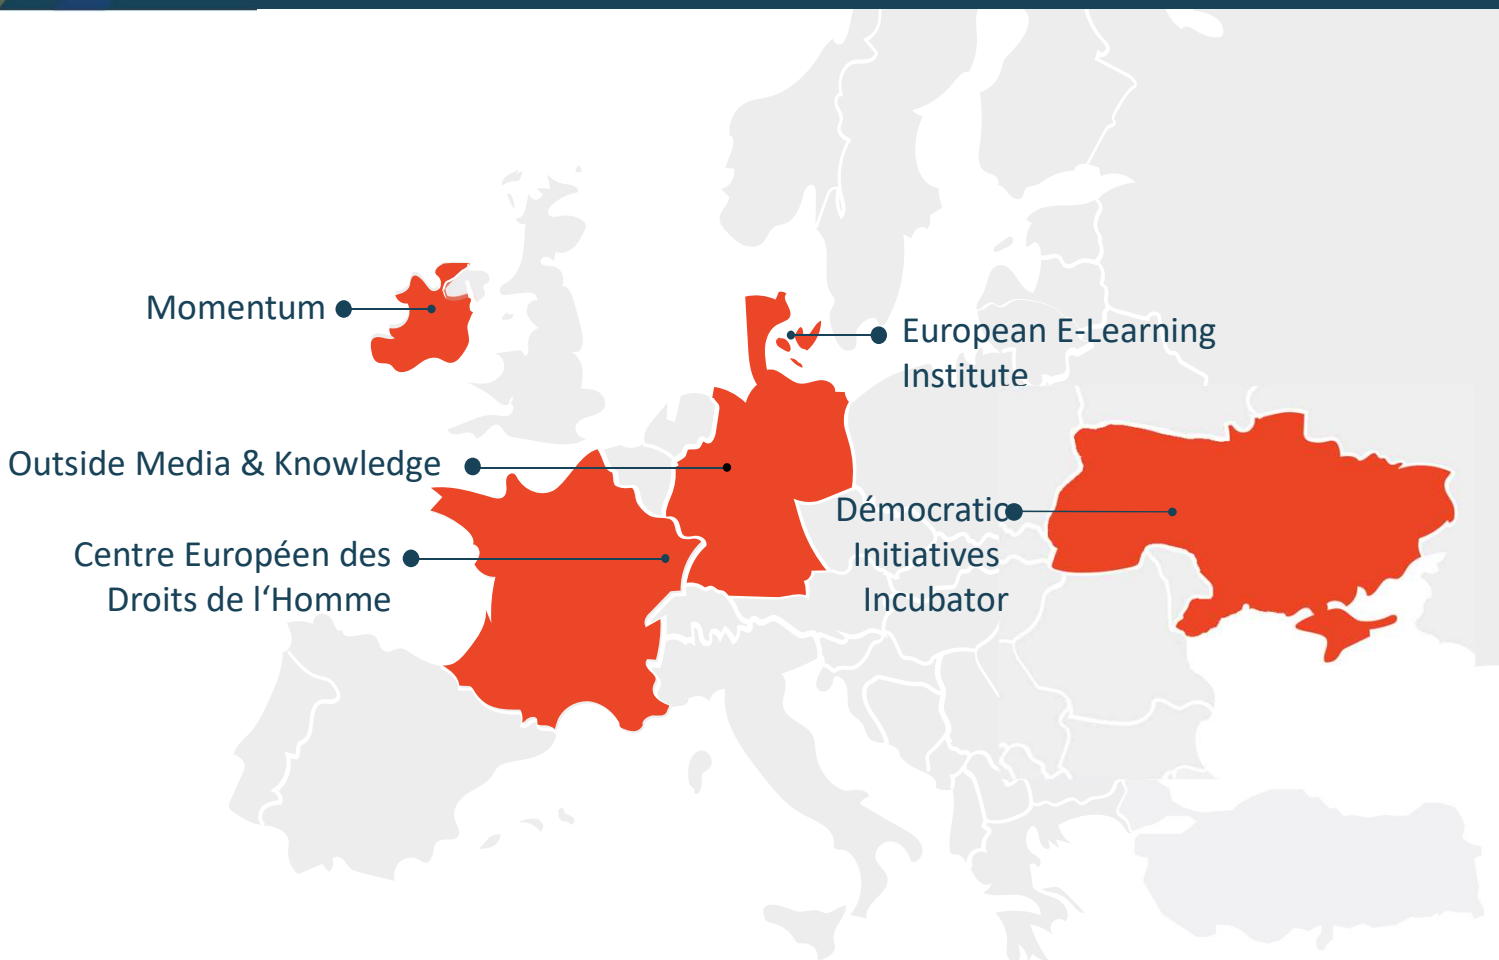 Momentum
European E-Learning
Institute
Outside Media & Knowledge
Démocratic
Initiatives
Incubator
Centre Européen des
Droits de l‘Homme